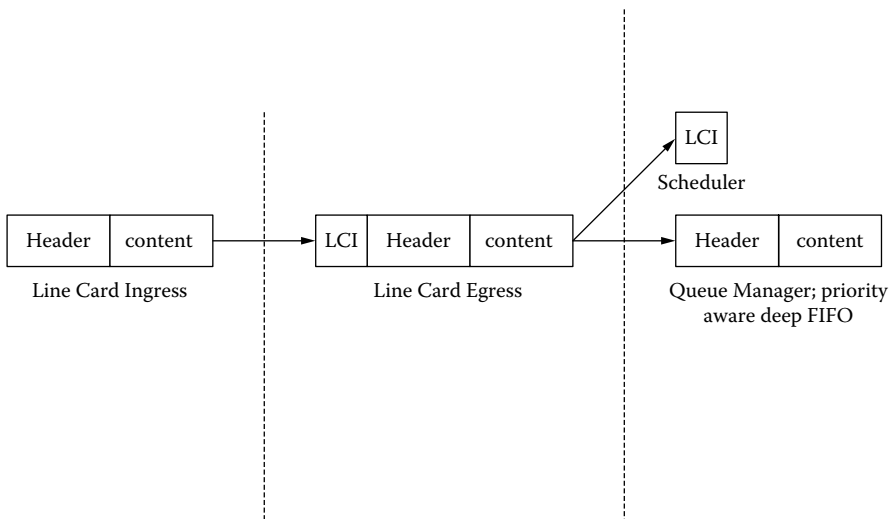 LCI
Scheduler
Header content
Line Card Ingress
LCI Header content
Line Card Egress
Header content
Queue Manager; priority
aware deep FIFO